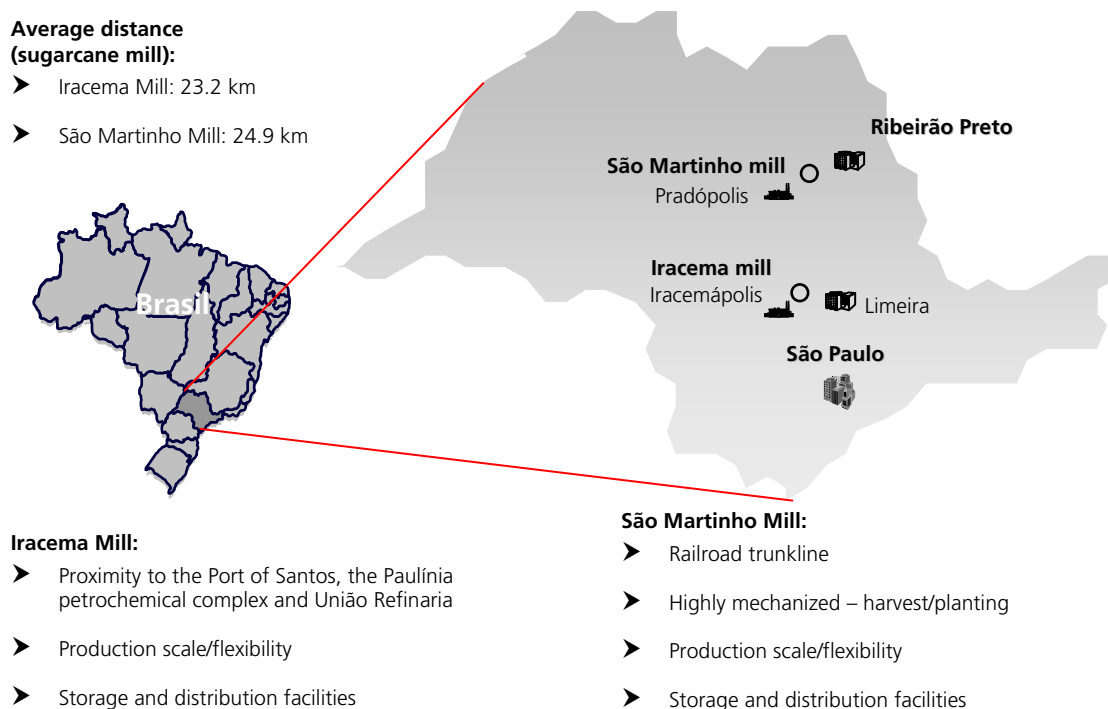 Average distance
(sugarcane mill):
➤ Iracema Mill: 23.2 km
➤ São Martinho Mill: 24.9 km
Brasil
Ribeirão Preto
São Martinho mill
Pradópolis
Iracema mill
Iracemápolis
Limeira
São Paulo
Iracema Mill:
➤ Proximity to the Port of Santos, the Paulínia
petrochemical complex and União Refinaria
➤ Production scale/flexibility
➤ Storage and distribution facilities
São Martinho Mill:
➤ Railroad trunkline
➤ Highly mechanized – harvest/planting
➤ Production scale/flexibility
➤ Storage and distribution facilities